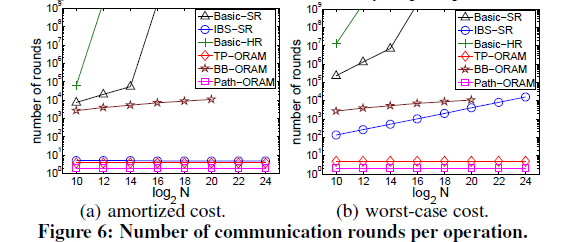 number of rounds
10^9
10^8
10^7
10^6
10^5
10^4
10^3
10^2
10^1
10^0
Basic-SR
IBS-SR
Basic-HR
TP-ORAM
BB-ORAM
Path-ORAM
10 12 14 16 18 20 22 24
log2 N
(a) amortized cost.
number of rounds
10^9
10^8
10^7
10^6
10^5
10^4
10^3
10^2
10^1
10^0
Basic-SR
IBS-SR
Basic-HR
TP-ORAM
BB-ORAM
Path-ORAM
10 12 14 16 18 20 22 24
log2 N
(b) worst-case cost.
Figure 6: Number of communication rounds per operation.